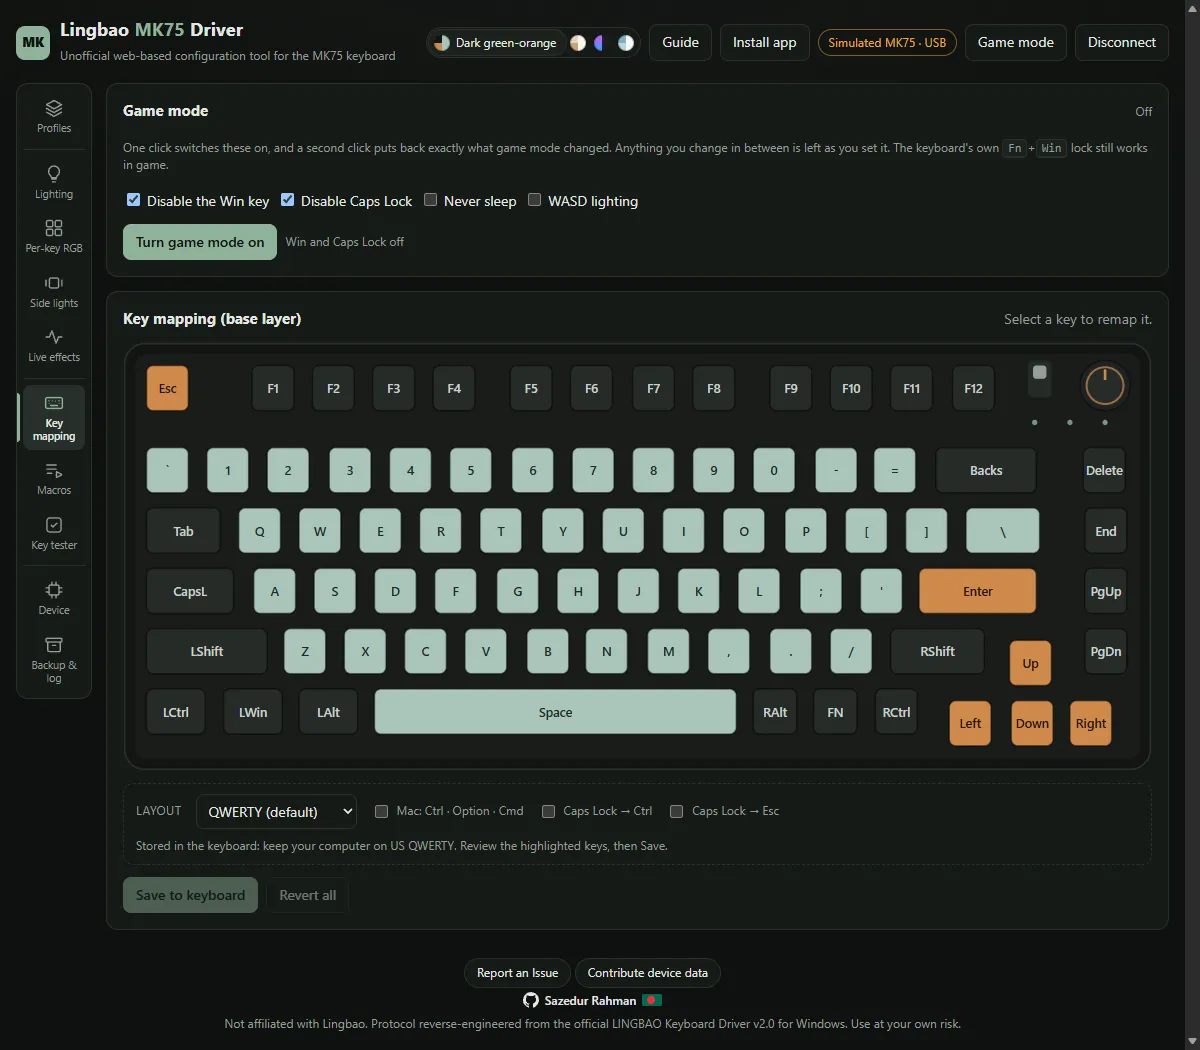 MK
Lingbao MK75 Driver
Unofficial web-based configuration tool for the MK75 keyboard
Dark green-orange
Guide
Install app
Simulated MK75 · USB
Game mode
Disconnect
Profiles
Lighting
Per-key RGB
Side lights
Live effects
Key
mapping
Macros
Key tester
Device
Backup &
log
Game mode
Off
One click switches these on, and a second click puts back exactly what game mode changed. Anything you change in between is left as you set it. The keyboard's own Fn + Win lock still works
in game.
Disable the Win key
Disable Caps Lock
Never sleep
WASD lighting
Turn game mode on
Win and Caps Lock off
Key mapping (base layer)
Select a key to remap it.
Esc F1 F2 F3 F4 F5 F6 F7 F8 F9 F10 F11 F12
` 1 2 3 4 5 6 7 8 9 0 - = Backs Delete
Tab Q W E R T Y U I O P [ ] \ End
CapsL A S D F G H J K L ; ' Enter PgUp
LShift Z X C V B N M , . / RShift Up PgDn
LCtrl LWin LAlt Space RAlt FN RCtrl Left Down Right
LAYOUT
QWERTY (default)
Mac: Ctrl · Option · Cmd
Caps Lock → Ctrl
Caps Lock → Esc
Stored in the keyboard: keep your computer on US QWERTY. Review the highlighted keys, then Save.
Save to keyboard
Revert all
Report an Issue
Contribute device data
Sazedur Rahman
Not affiliated with Lingbao. Protocol reverse-engineered from the official LINGBAO Keyboard Driver v2.0 for Windows. Use at your own risk.